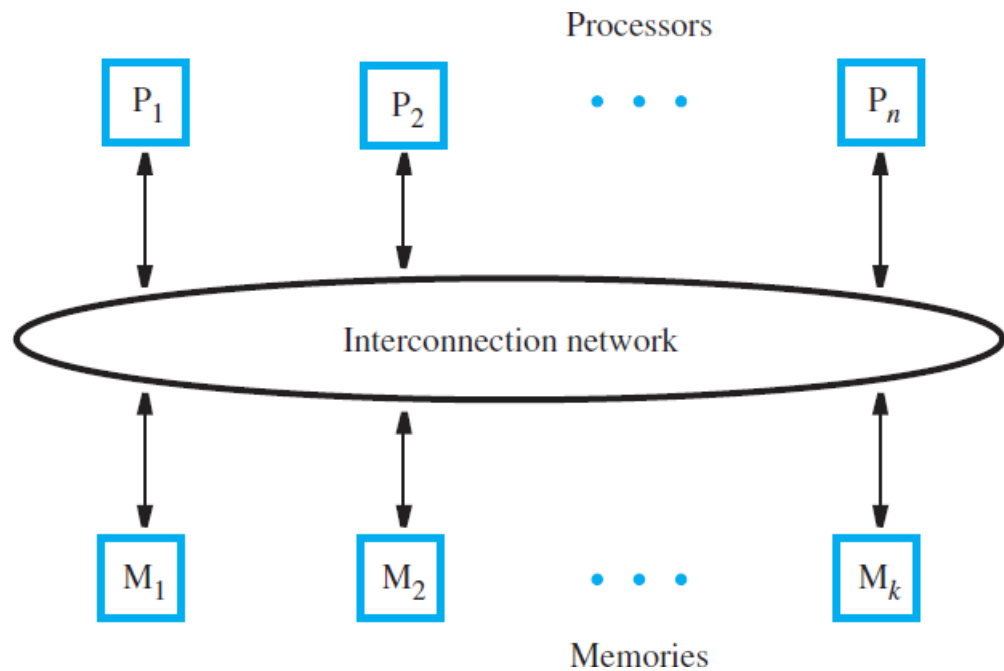 Processors
P1 P2 Pn
Interconnection network
M1 M2 Mk
Memories